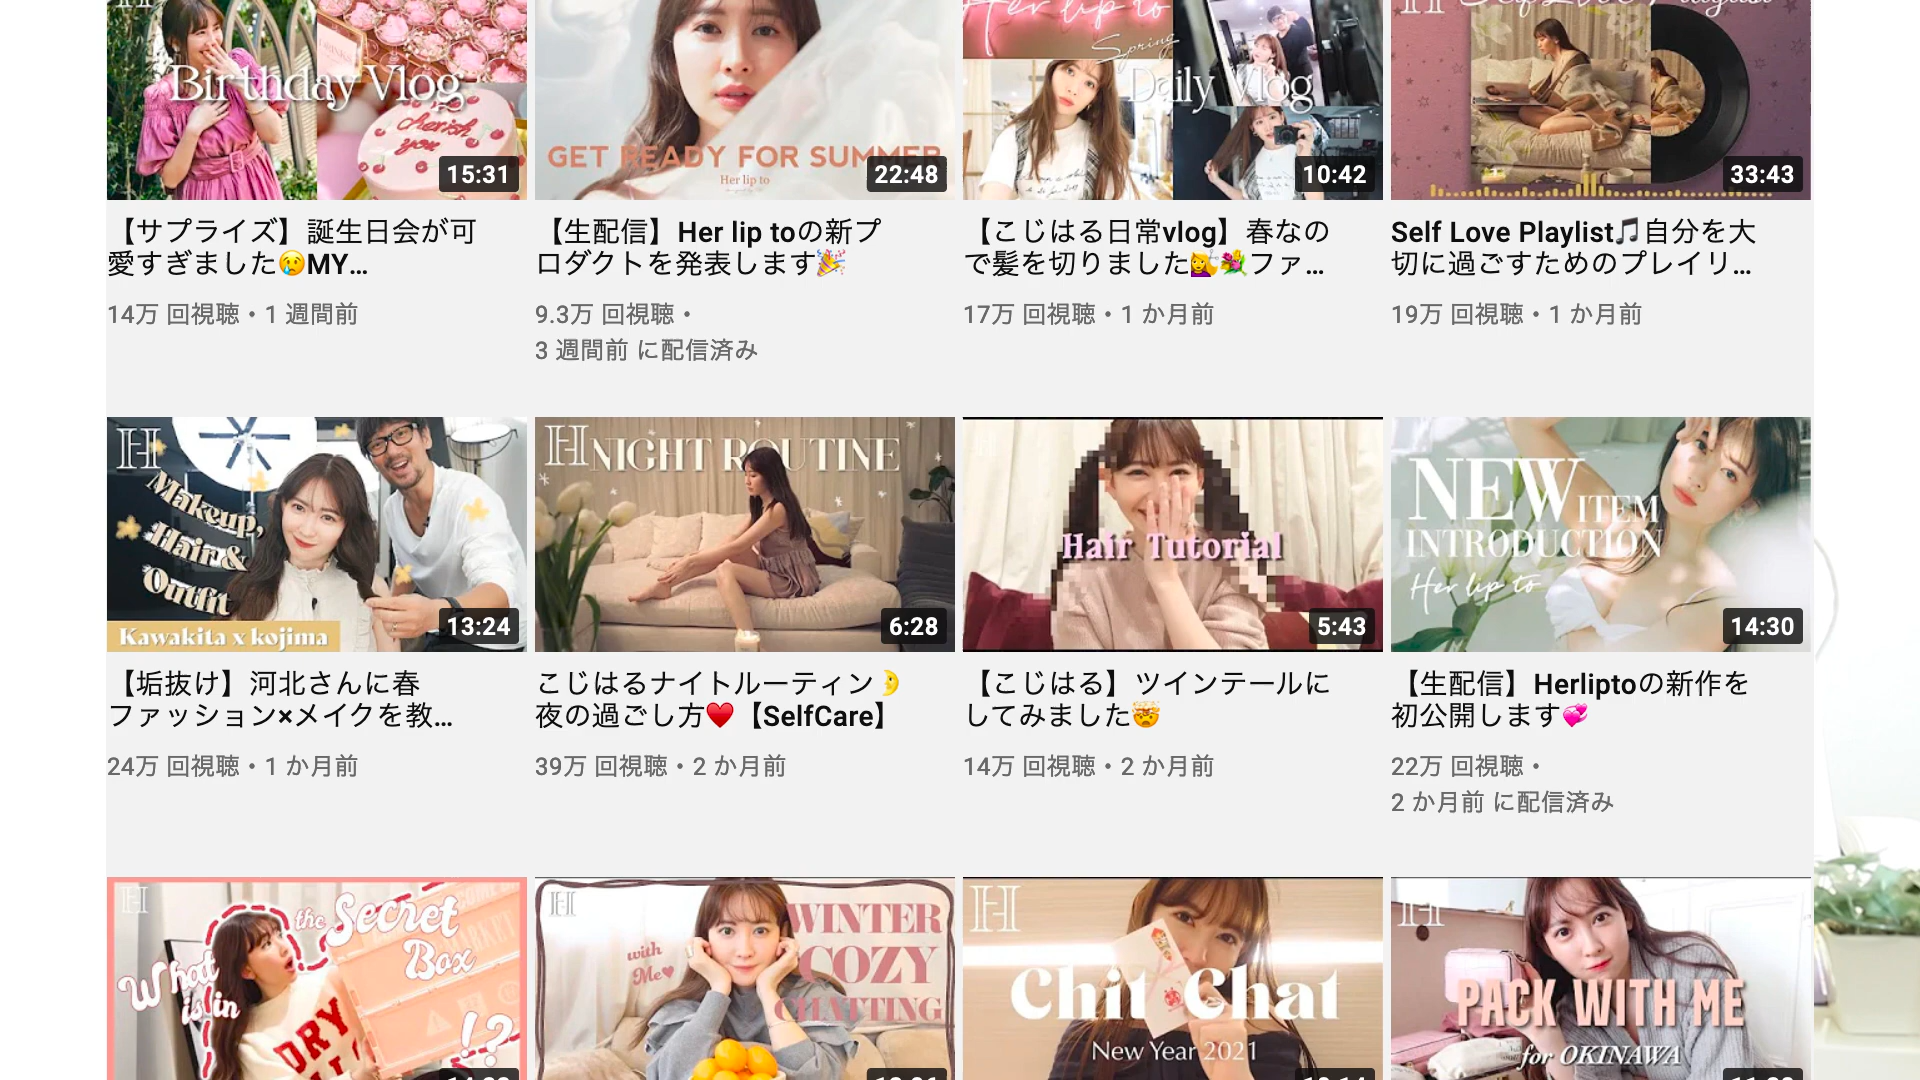 Birthday Vlog
Cherish
you
15:31
【サプライズ】誕生日会が可
愛すぎました😢MY...
14万 回視聴・1 週間前
GET READY FOR SUMMER
Her lip to
22:48
【生配信】Her lip toの新プ
ロダクトを発表します🎉
9.3万 回視聴・
3 週間前 に配信済み
Her lip to
Spring
Daily Vlog
10:42
【こじはる日常vlog】春なの
で髪を切りました💇‍♀️💐ファ...
17万 回視聴・1 か月前
Self Love Playlist
33:43
Self Love Playlist🎵自分を大
切に過ごすためのプレイリ...
19万 回視聴・1 か月前
H
Makeup,
Hair&
Outfit
Kawakita x kojima
13:24
【垢抜け】河北さんに春
ファッション×メイクを教...
24万 回視聴・1 か月前
H
NIGHT ROUTINE
6:28
こじはるナイトルーティン🌛
夜の過ごし方♥️【SelfCare】
39万 回視聴・2 か月前
Hair Tutorial
5:43
【こじはる】ツインテールに
してみました🤯
14万 回視聴・2 か月前
NEW ITEM
INTRODUCTION
Her lip to
14:30
【生配信】Herliptoの新作を
初公開します💞
22万 回視聴・
2 か月前 に配信済み
H
the Secret
Box
What
is in
!?
DRY
H
with
Me♥
WINTER
COZY
CHATTING
H
Chit Chat
New Year 2021
H
PACK WITH ME
for OKINAWA